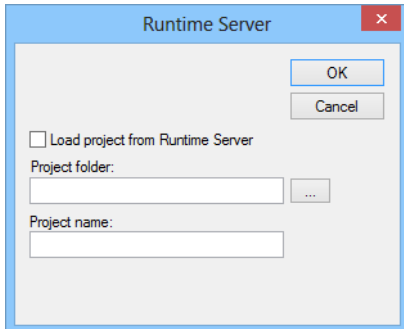 Runtime Server
OK
Cancel
Load project from Runtime Server
Project folder:
...
Project name: